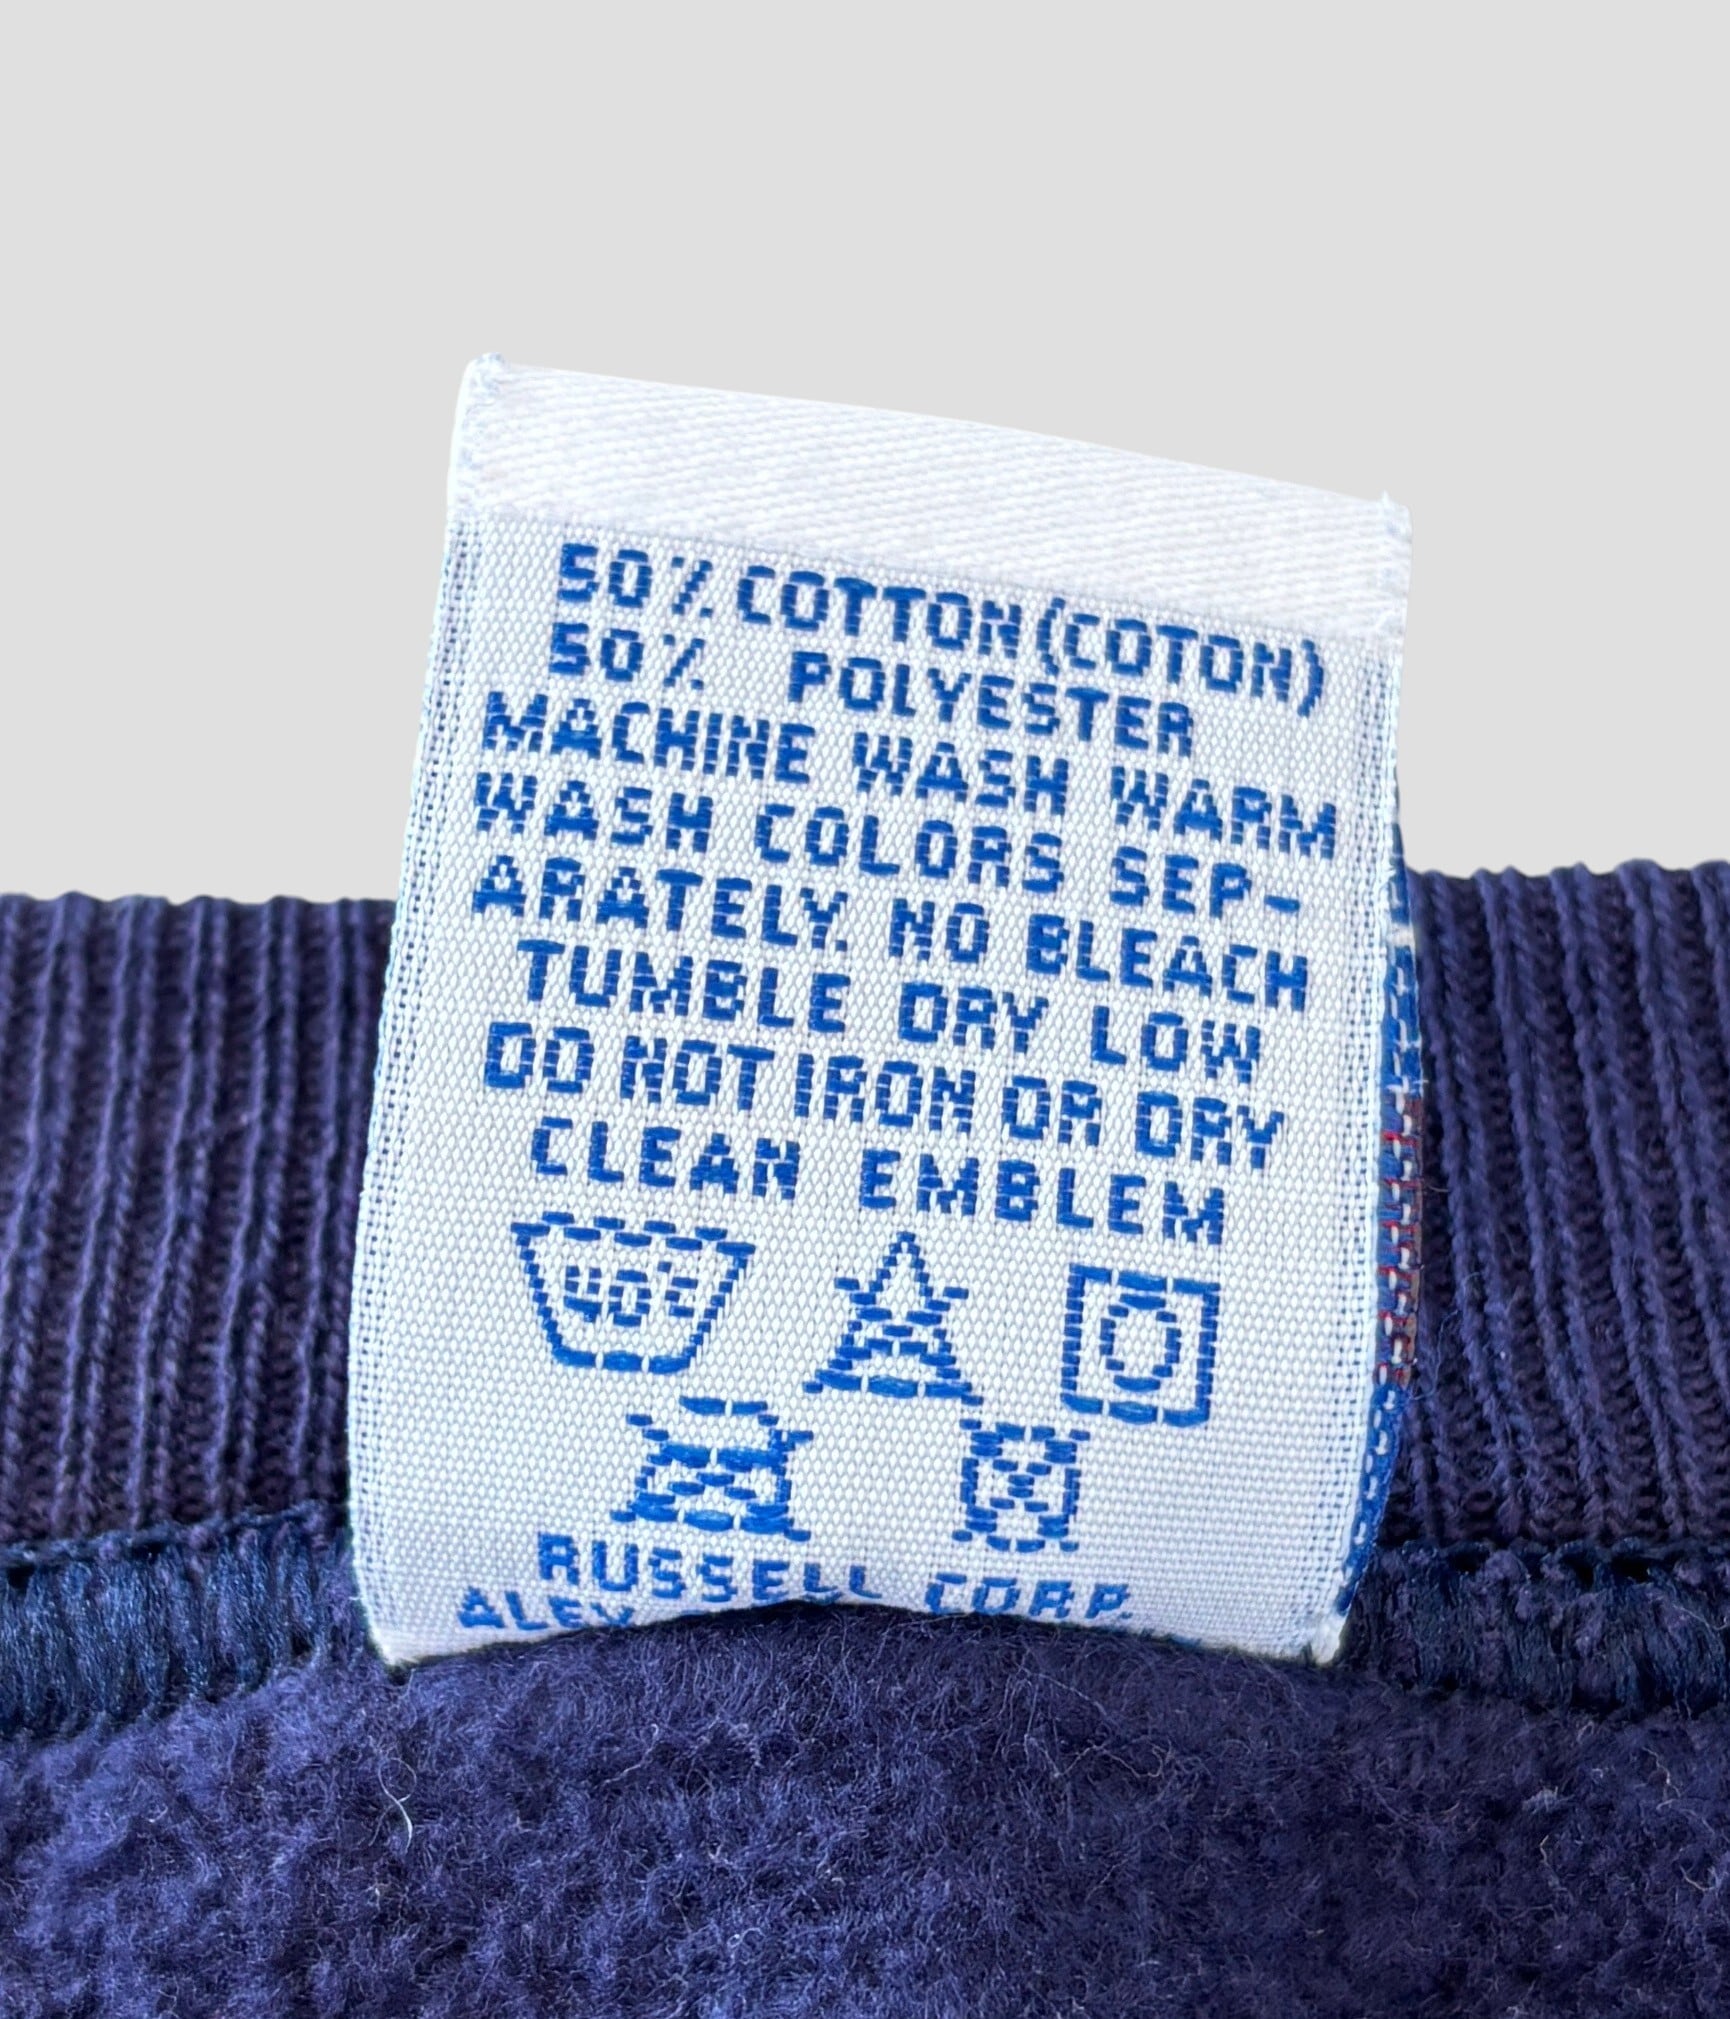 50% COTTON (COTON)
50% POLYESTER
MACHINE WASH WARM
WASH COLORS SEP-
ARATELY. NO BLEACH
TUMBLE DRY LOW
DO NOT IRON OR DRY
CLEAN EMBLEM
40°C
RUSSELL CORP.